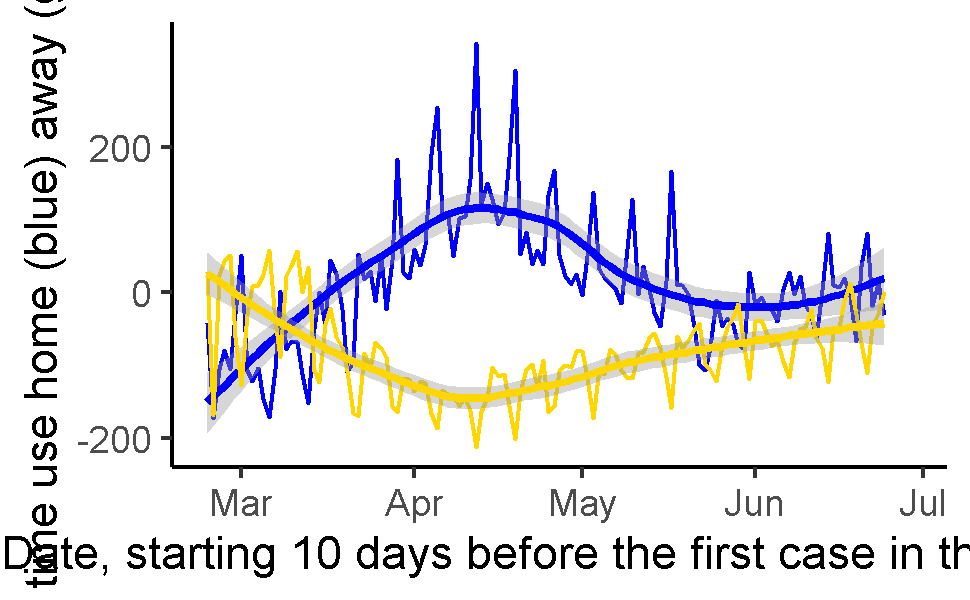 time use home (blue) away (
200
0
-200
Mar Apr May Jun Jul
Date, starting 10 days before the first case in